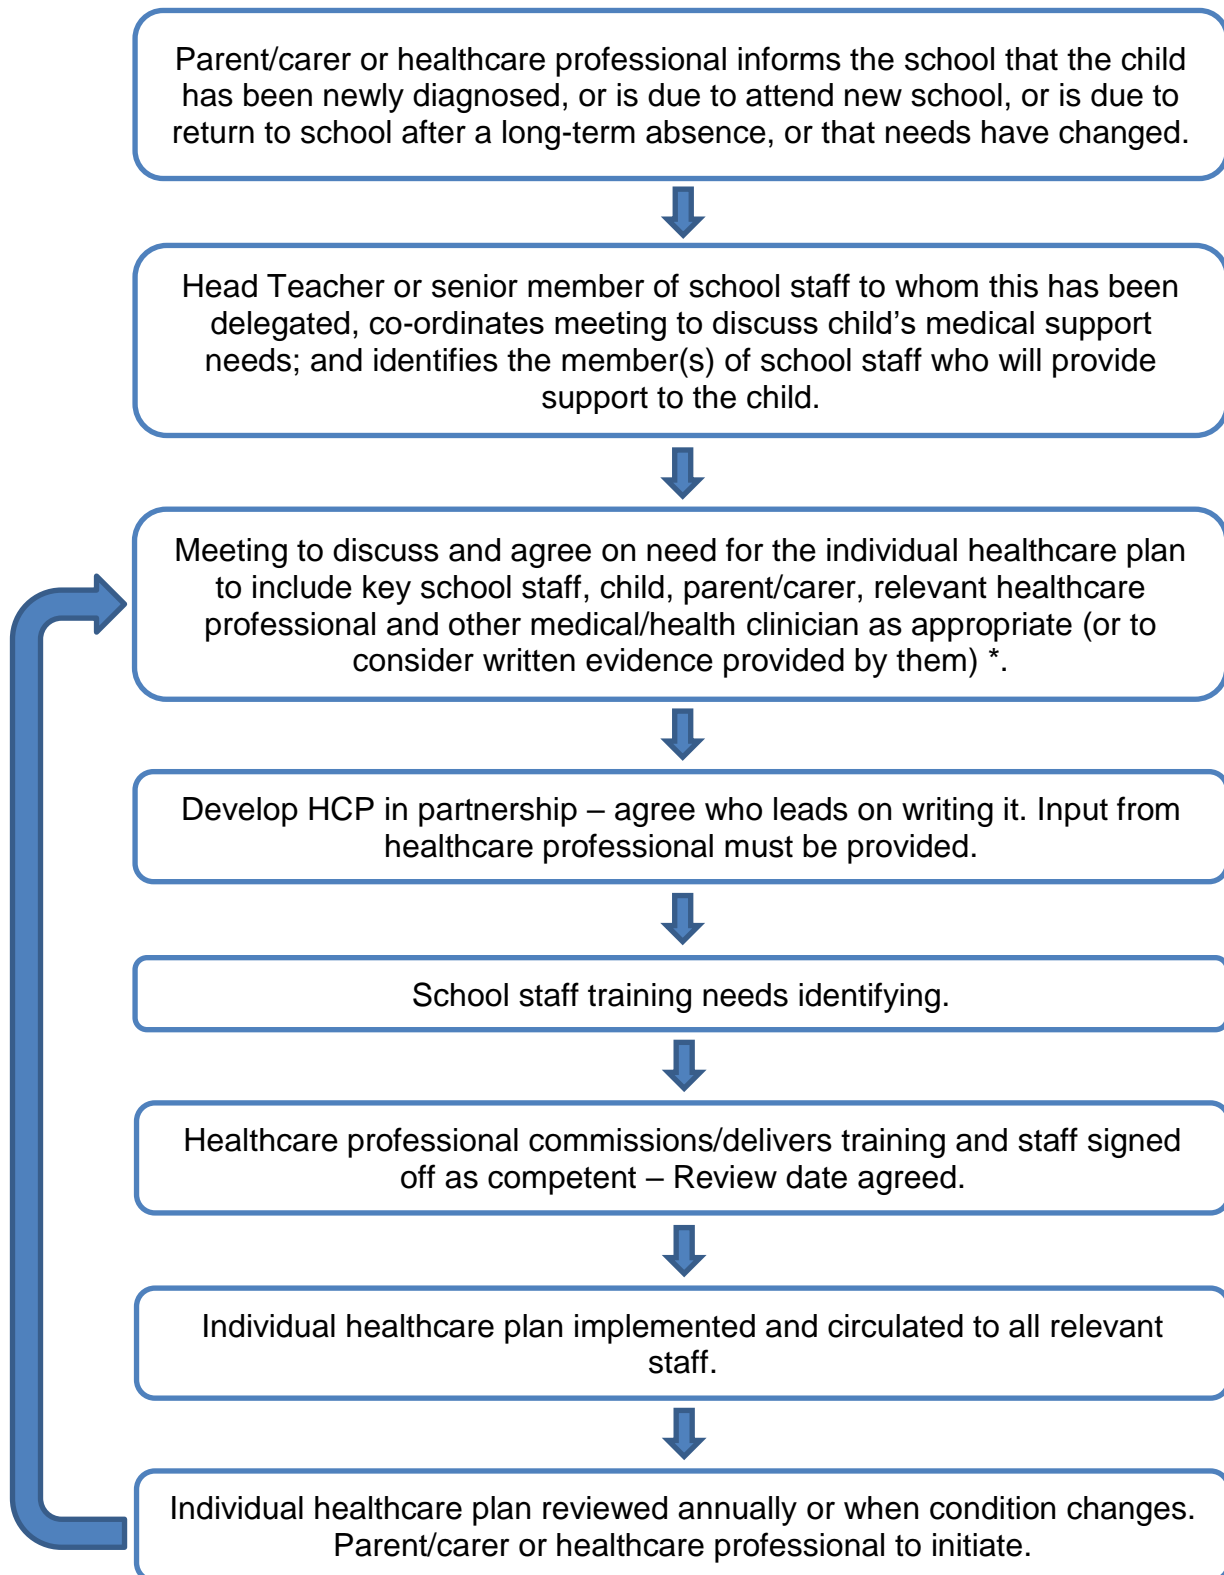 Parent/carer or healthcare professional informs the school that the child
has been newly diagnosed, or is due to attend new school, or is due to
return to school after a long-term absence, or that needs have changed.
Head Teacher or senior member of school staff to whom this has been
delegated, co-ordinates meeting to discuss child’s medical support
needs; and identifies the member(s) of school staff who will provide
support to the child.
Meeting to discuss and agree on need for the individual healthcare plan
to include key school staff, child, parent/carer, relevant healthcare
professional and other medical/health clinician as appropriate (or to
consider written evidence provided by them) *.
Develop HCP in partnership – agree who leads on writing it. Input from
healthcare professional must be provided.
School staff training needs identifying.
Healthcare professional commissions/delivers training and staff signed
off as competent – Review date agreed.
Individual healthcare plan implemented and circulated to all relevant
staff.
Individual healthcare plan reviewed annually or when condition changes.
Parent/carer or healthcare professional to initiate.